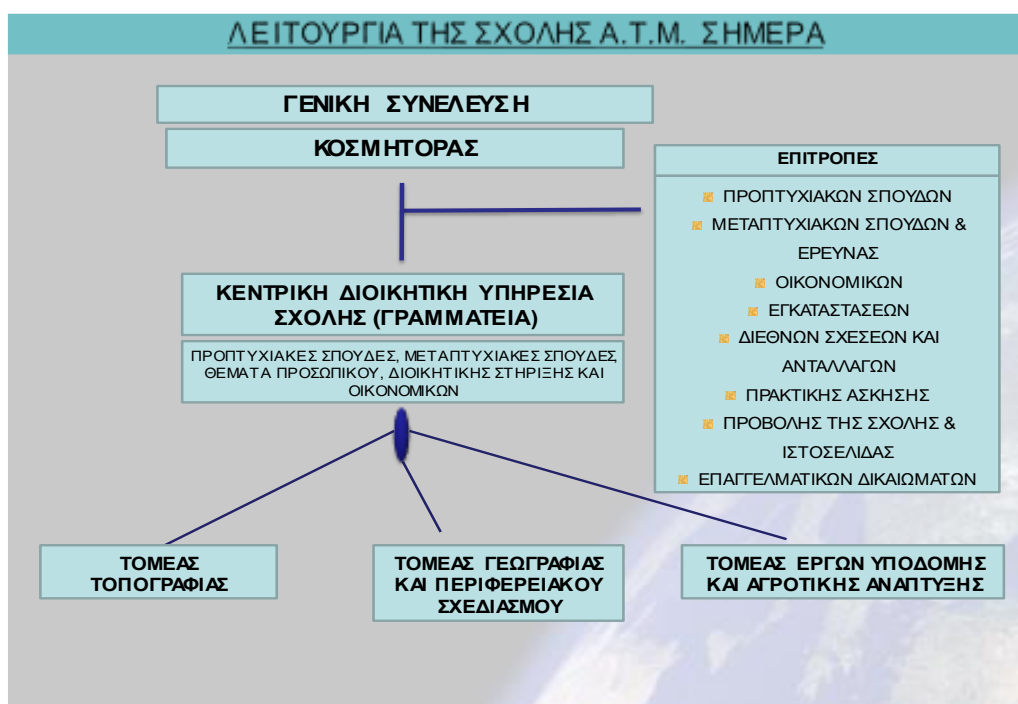 ΛΕΙΤΟΥΡΓΙΑ ΤΗΣ ΣΧΟΛΗΣ Α.Τ.Μ. ΣΗΜΕΡΑ
ΓΕΝΙΚΗ ΣΥΝΕΛΕΥΣΗ
ΚΟΣΜΗΤΟΡΑΣ
ΕΠΙΤΡΟΠΕΣ
ΠΡΟΠΤΥΧΙΑΚΩΝ ΣΠΟΥΔΩΝ
ΜΕΤΑΠΤΥΧΙΑΚΩΝ ΣΠΟΥΔΩΝ &
ΕΡΕΥΝΑΣ
ΟΙΚΟΝΟΜΙΚΩΝ
ΕΓΚΑΤΑΣΤΑΣΕΩΝ
ΔΙΕΘΝΩΝ ΣΧΕΣΕΩΝ ΚΑΙ
ΑΝΤΑΛΛΑΓΩΝ
ΠΡΑΚΤΙΚΗΣ ΑΣΚΗΣΗΣ
ΠΡΟΒΟΛΗΣ ΤΗΣ ΣΧΟΛΗΣ &
ΙΣΤΟΣΕΛΙΔΑΣ
ΕΠΑΓΓΕΛΜΑΤΙΚΩΝ ΔΙΚΑΙΩΜΑΤΩΝ
ΚΕΝΤΡΙΚΗ ΔΙΟΙΚΗΤΙΚΗ ΥΠΗΡΕΣΙΑ
ΣΧΟΛΗΣ (ΓΡΑΜΜΑΤΕΙΑ)
ΠΡΟΠΤΥΧΙΑΚΕΣ ΣΠΟΥΔΕΣ, ΜΕΤΑΠΤΥΧΙΑΚΕΣ ΣΠΟΥΔΕΣ,
ΘΕΜΑΤΑ ΠΡΟΣΩΠΙΚΟΥ, ΔΙΟΙΚΗΤΙΚΗΣ ΣΤΗΡΙΞΗΣ ΚΑΙ
ΟΙΚΟΝΟΜΙΚΩΝ
ΤΟΜΕΑΣ
ΤΟΠΟΓΡΑΦΙΑΣ
ΤΟΜΕΑΣ ΓΕΩΓΡΑΦΙΑΣ
ΚΑΙ ΠΕΡΙΦΕΡΕΙΑΚΟΥ
ΣΧΕΔΙΑΣΜΟΥ
ΤΟΜΕΑΣ ΕΡΓΩΝ ΥΠΟΔΟΜΗΣ
ΚΑΙ ΑΓΡΟΤΙΚΗΣ ΑΝΑΠΤΥΞΗΣ